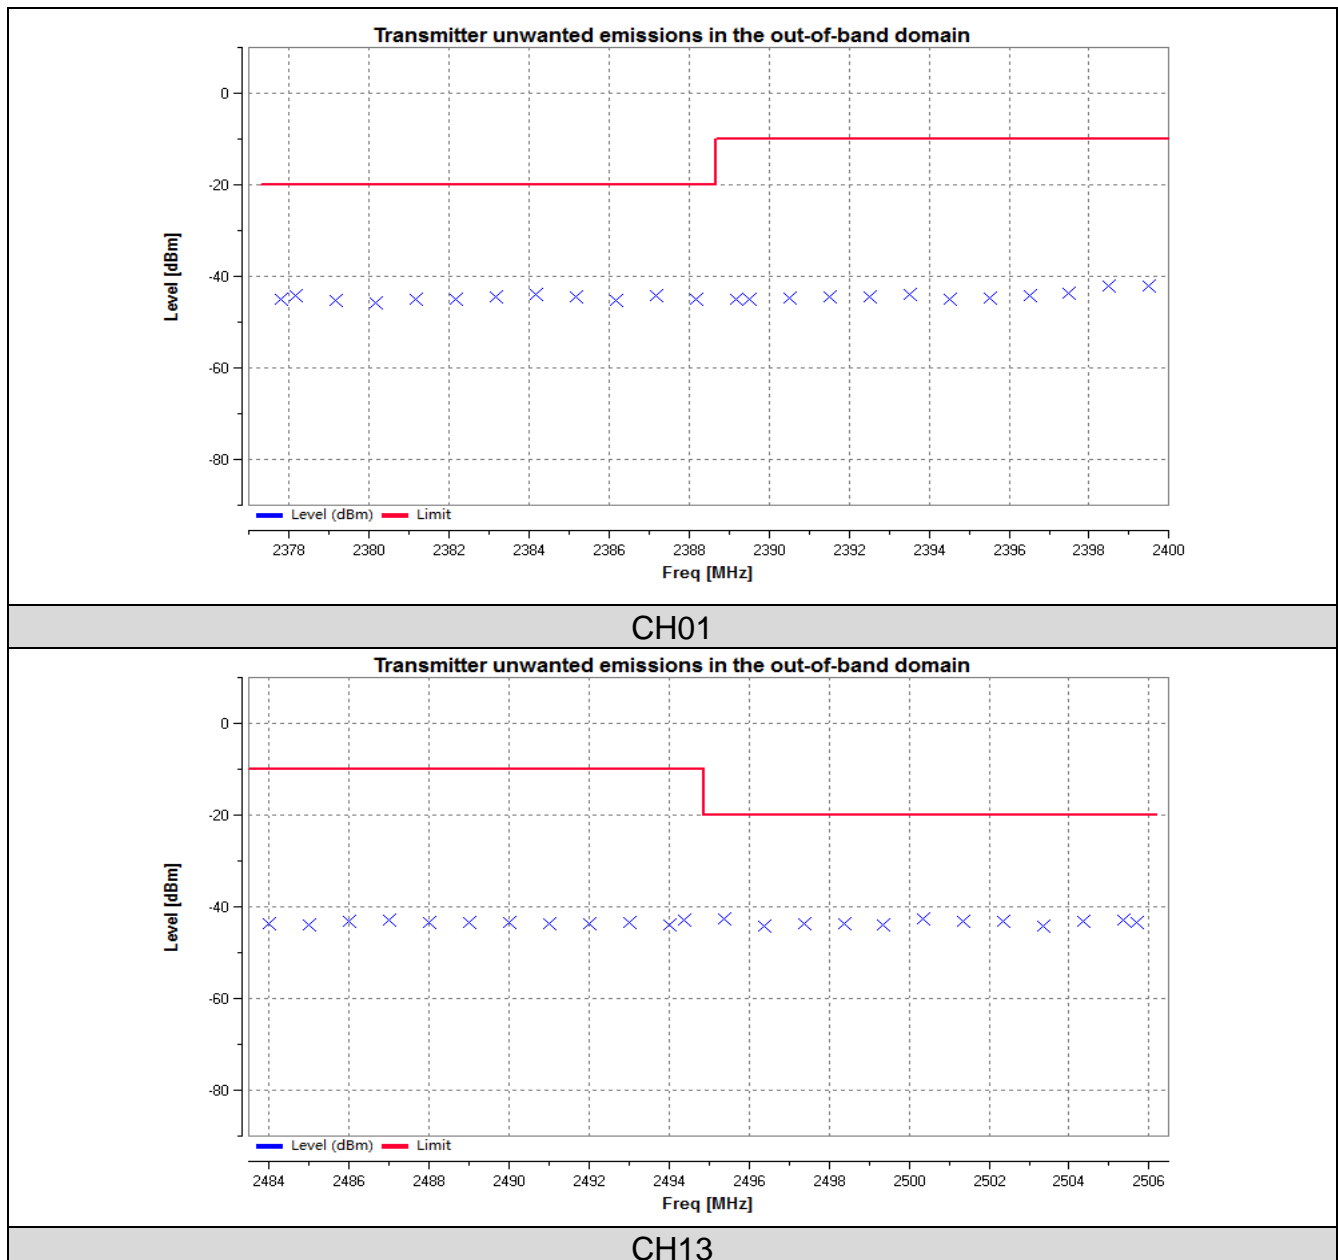 Transmitter unwanted emissions in the out-of-band domain
0
-20
-40
-60
-80
Level [dBm]
Level (dBm) Limit
2378 2380 2382 2384 2386 2388 2390 2392 2394 2396 2398 2400
Freq [MHz]
CH01
Transmitter unwanted emissions in the out-of-band domain
0
-20
-40
-60
-80
Level [dBm]
Level (dBm) Limit
2484 2486 2488 2490 2492 2494 2496 2498 2500 2502 2504 2506
Freq [MHz]
CH13